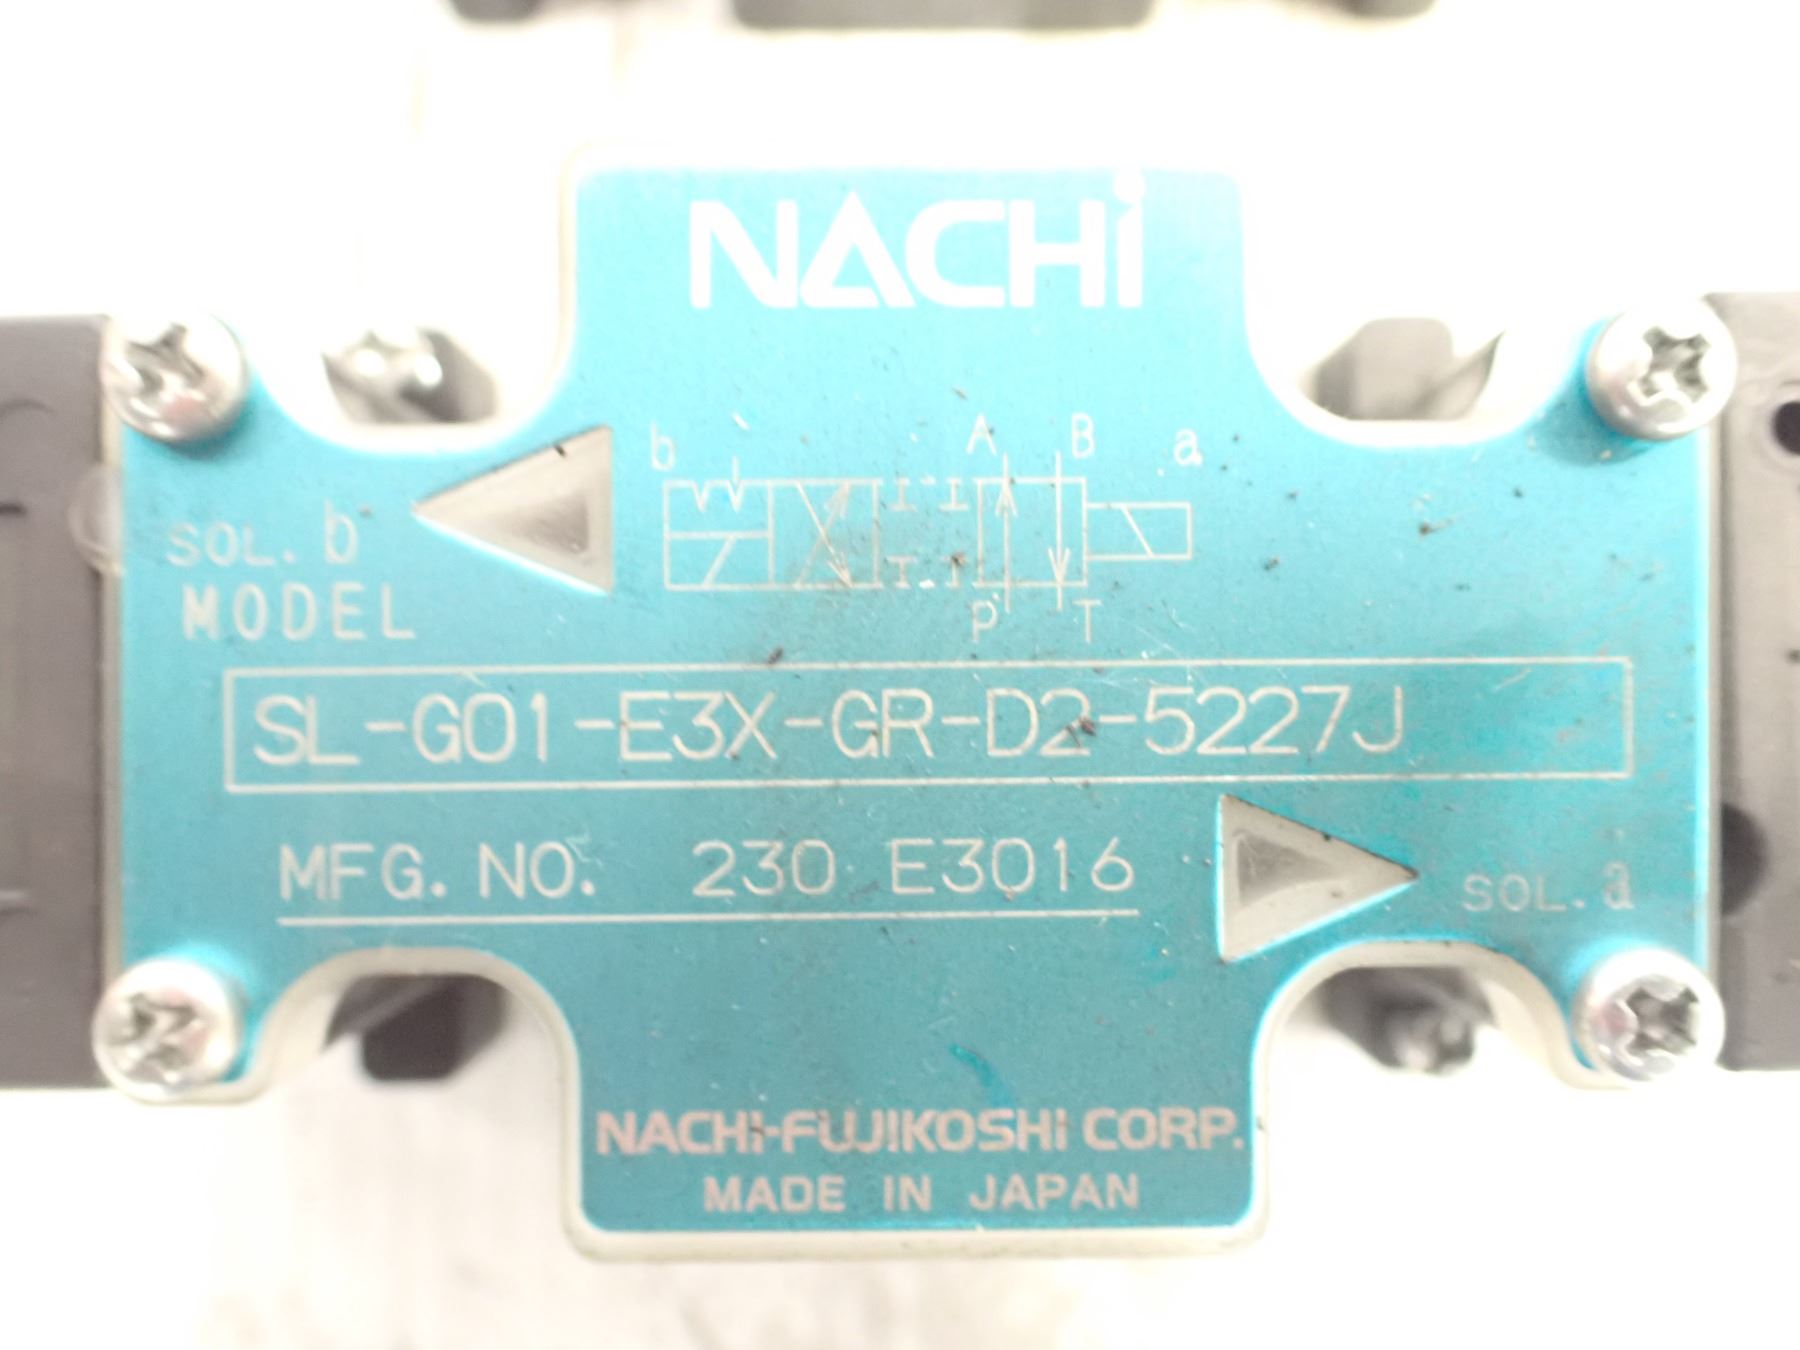 NACHi
b A B a
SOL. b
P T
MODEL
SL-G01-E3X-GR-D2-5227J
MFG. NO. 230 E3016
SOL. a
NACHI-FUJIKOSHI CORP.
MADE IN JAPAN